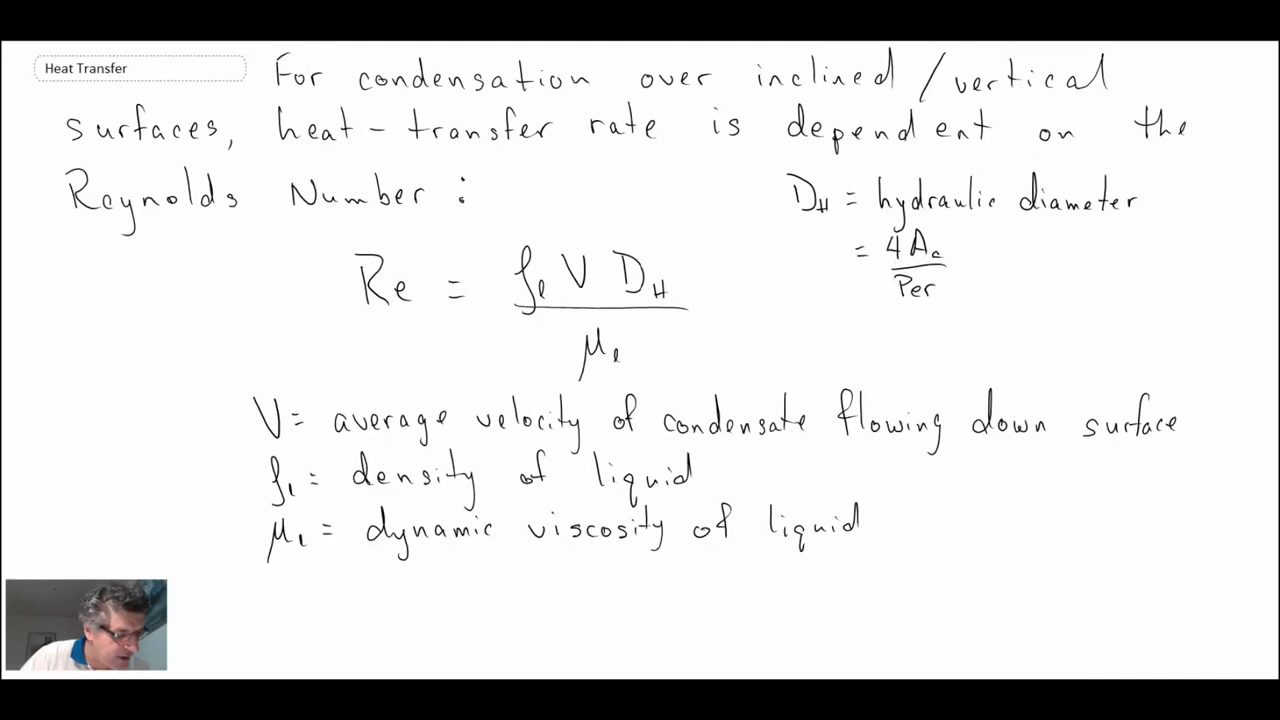 Heat Transfer
For condensation over inclined / vertical
surfaces, heat-transfer rate is dependent on the
Reynolds Number :
D_H = hydraulic diameter
= 4A_c / Per
Re = ρ_l V D_H / μ_l
V = average velocity of condensate flowing down surface
ρ_l = density of liquid
μ_l = dynamic viscosity of liquid